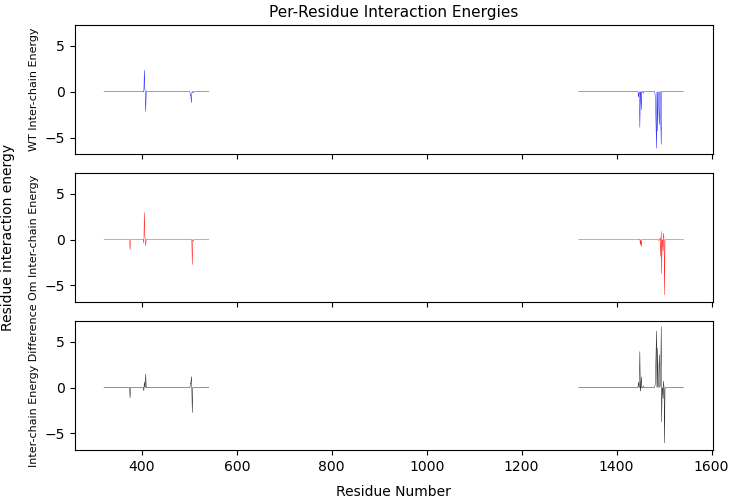 Per-Residue Interaction Energies
Residue interaction energy
WT Inter-chain Energy
5
0
−5
Om Inter-chain Energy
5
0
−5
Inter-chain Energy Difference
5
0
−5
400 600 800 1000 1200 1400 1600
Residue Number